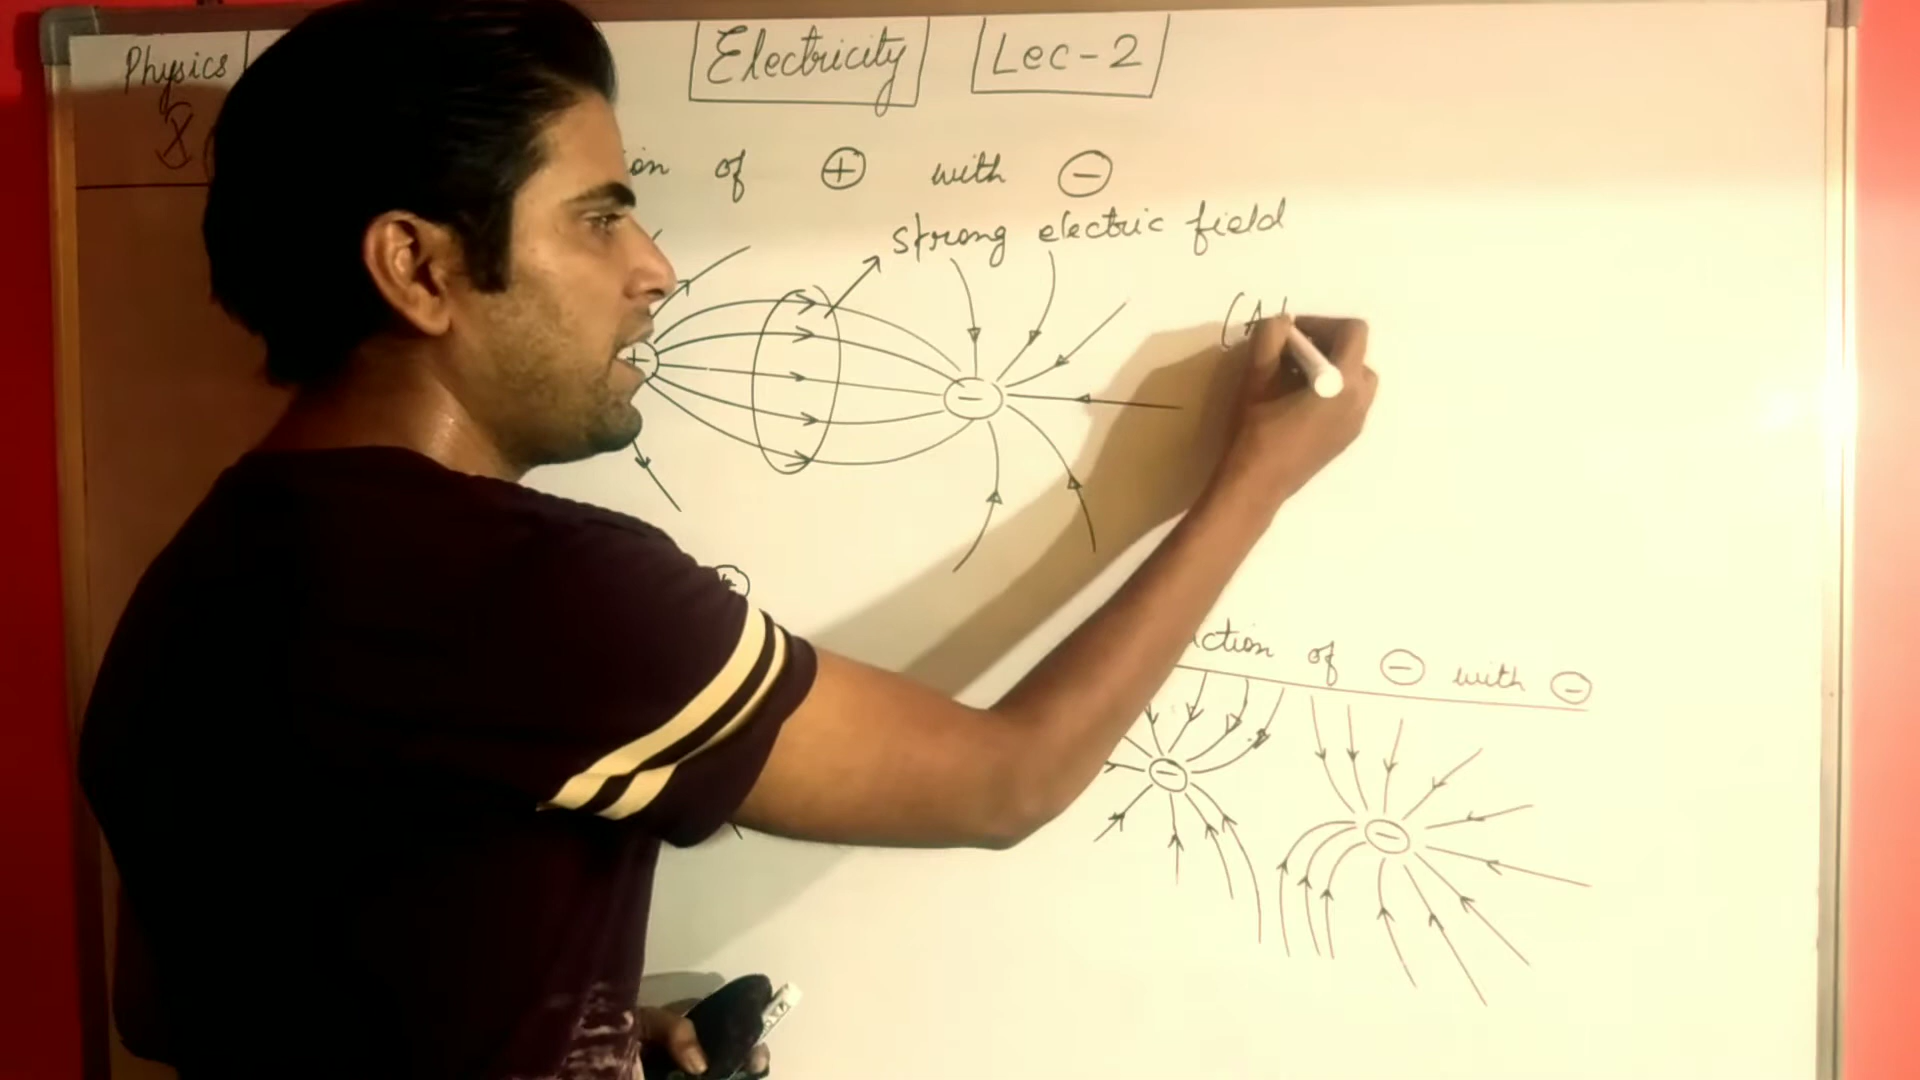 Physics
Electricity
Lec-2
X
ion of + with -
strong electric field
(A
ction of - with -